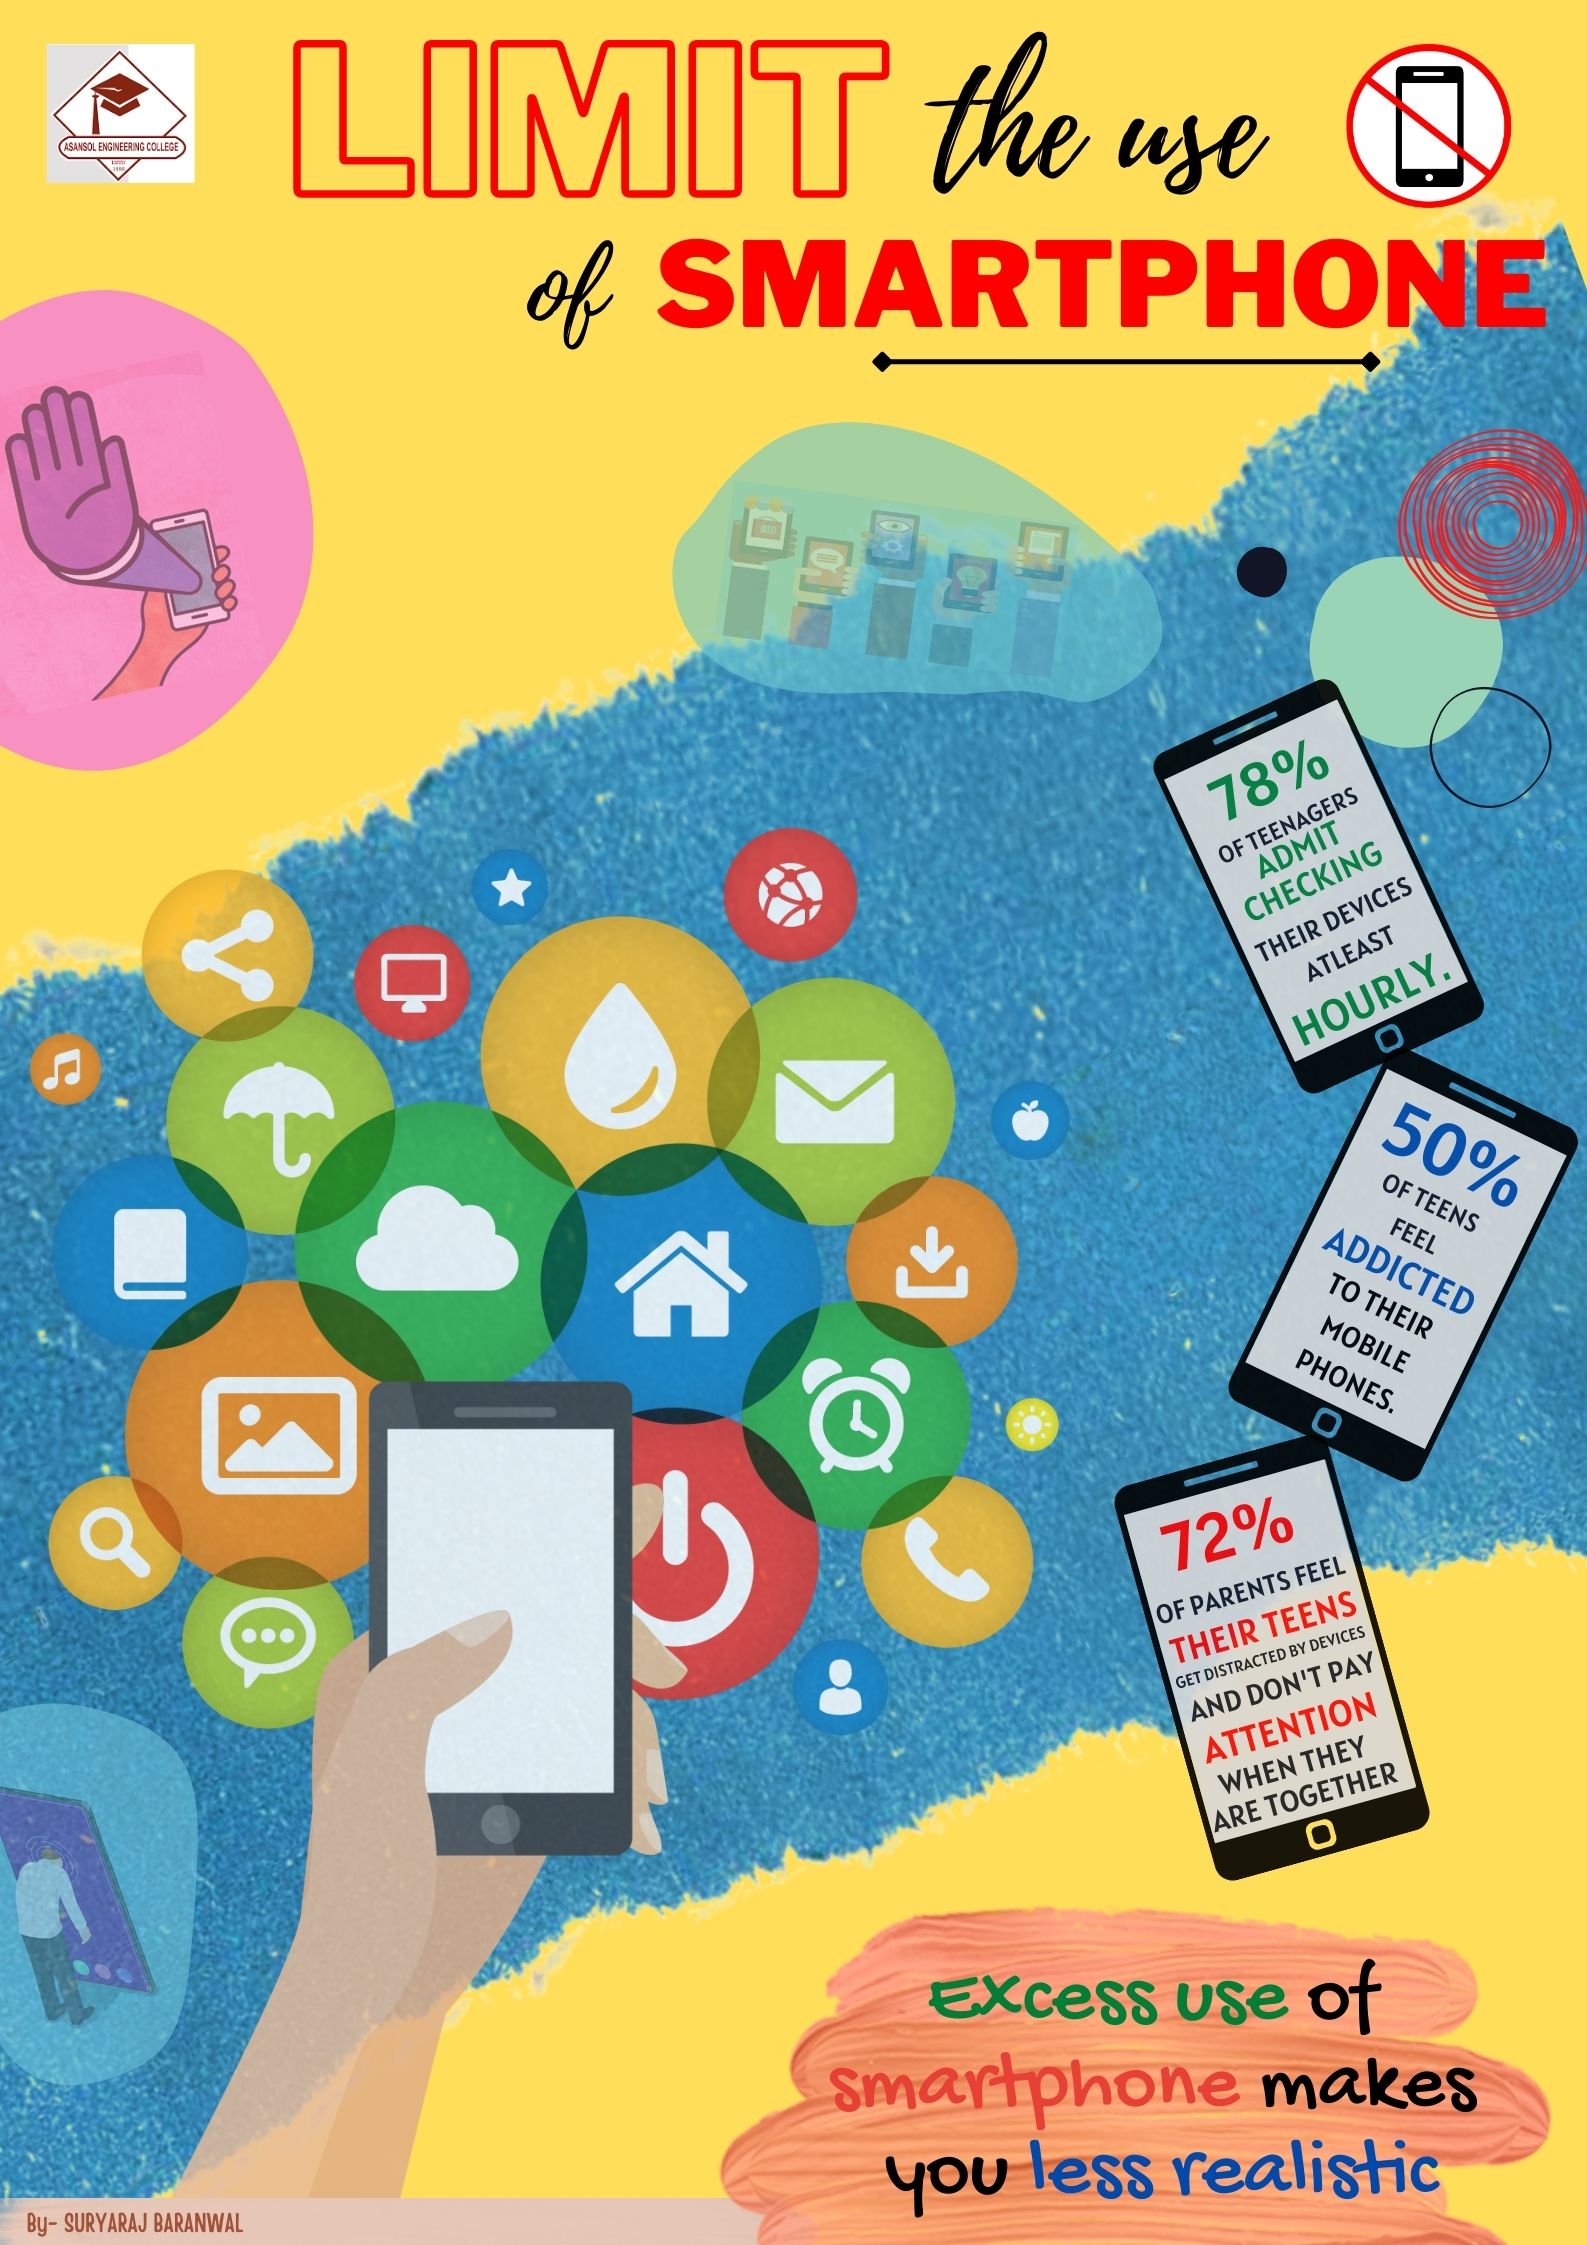 ASANSOL ENGINEERING COLLEGE
ESTD
1998
LIMIT the use
of SMARTPHONE
78%
OF TEENAGERS
ADMIT
CHECKING
THEIR DEVICES
ATLEAST
HOURLY.
50%
OF TEENS
FEEL
ADDICTED
TO THEIR
MOBILE
PHONES.
72%
OF PARENTS FEEL
THEIR TEENS
GET DISTRACTED BY DEVICES
AND DON'T PAY
ATTENTION
WHEN THEY
ARE TOGETHER
EXcess use of
smartphone makes
you less realistic
By- SURYARAJ BARANWAL